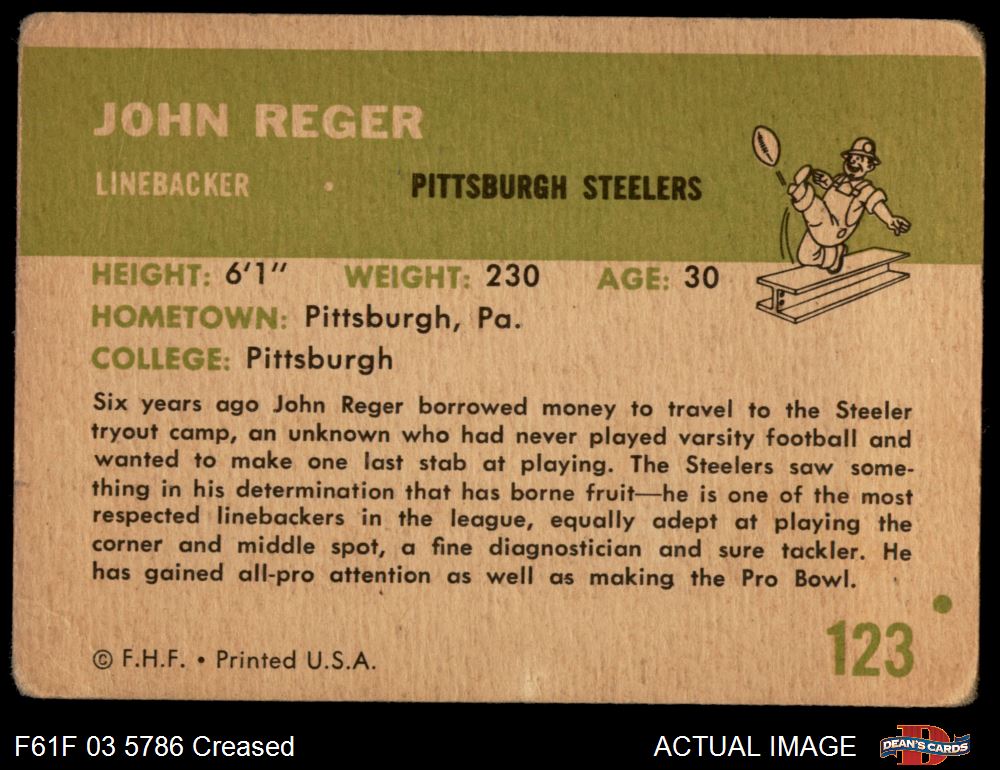 JOHN REGER
LINEBACKER • PITTSBURGH STEELERS
HEIGHT: 6'1" WEIGHT: 230 AGE: 30
HOMETOWN: Pittsburgh, Pa.
COLLEGE: Pittsburgh
Six years ago John Reger borrowed money to travel to the Steeler
tryout camp, an unknown who had never played varsity football and
wanted to make one last stab at playing. The Steelers saw some-
thing in his determination that has borne fruit—he is one of the most
respected linebackers in the league, equally adept at playing the
corner and middle spot, a fine diagnostician and sure tackler. He
has gained all-pro attention as well as making the Pro Bowl.
123
© F.H.F. • Printed U.S.A.
F61F 03 5786 Creased
ACTUAL IMAGE
D
DEAN'S CARDS